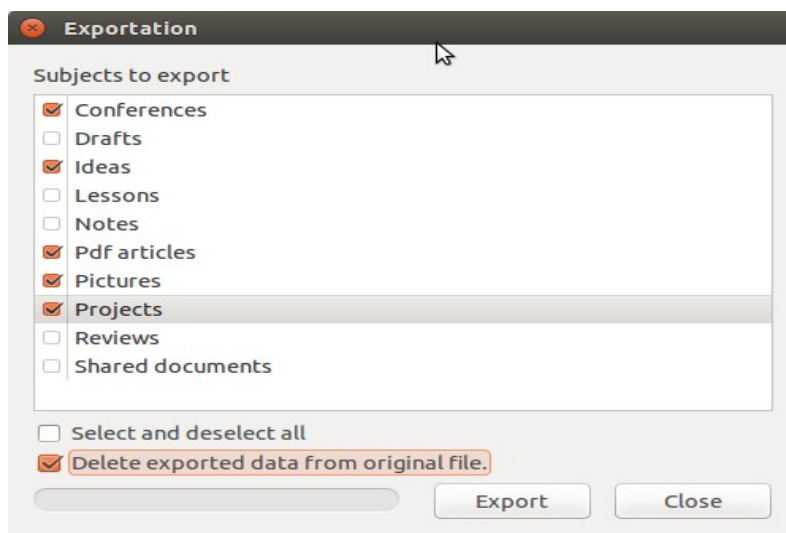 Exportation
Subjects to export
Conferences
Drafts
Ideas
Lessons
Notes
Pdf articles
Pictures
Projects
Reviews
Shared documents
Select and deselect all
Delete exported data from original file.
Export Close